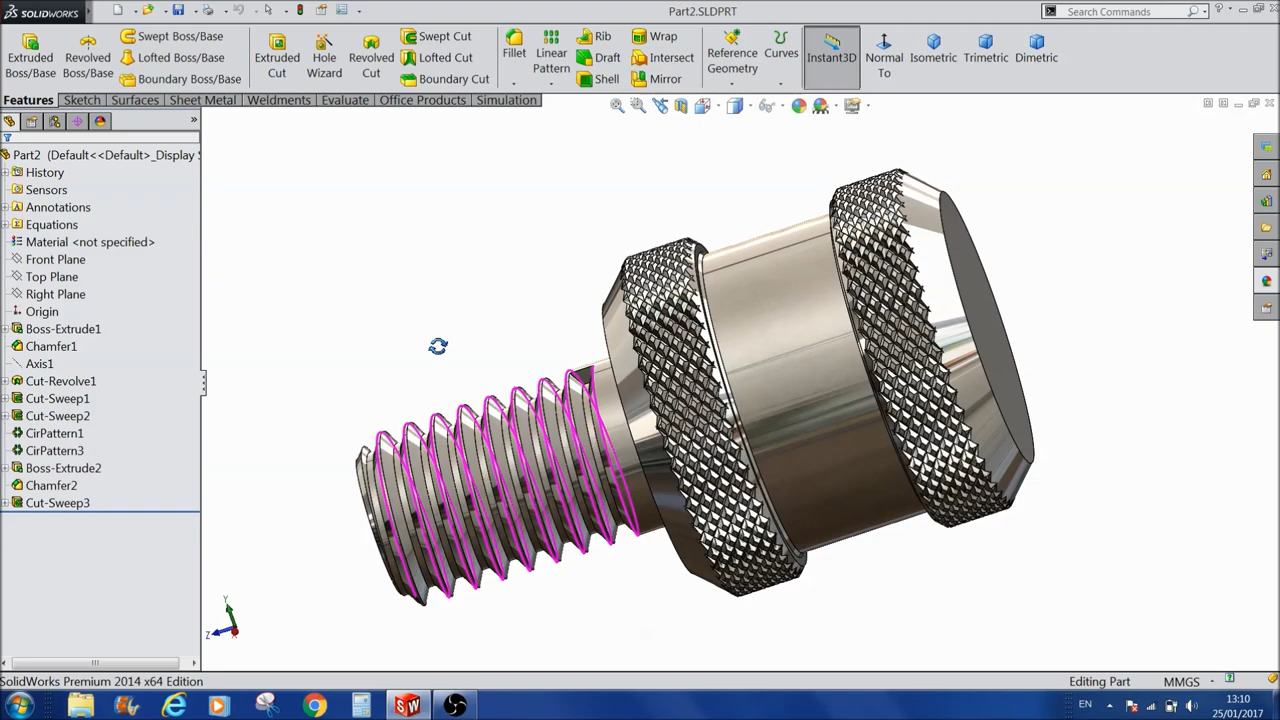 SOLIDWORKS
Part2.SLDPRT
Search Commands
Extruded Boss/Base
Revolved Boss/Base
Swept Boss/Base
Lofted Boss/Base
Boundary Boss/Base
Extruded Cut
Hole Wizard
Revolved Cut
Swept Cut
Lofted Cut
Boundary Cut
Fillet
Linear Pattern
Rib
Draft
Shell
Wrap
Intersect
Mirror
Reference Geometry
Curves
Instant3D
Normal To
Isometric
Trimetric
Dimetric
Features Sketch Surfaces Sheet Metal Weldments Evaluate Office Products Simulation
Part2 (Default<<Default>_Display S
History
Sensors
Annotations
Equations
Material <not specified>
Front Plane
Top Plane
Right Plane
Origin
Boss-Extrude1
Chamfer1
Axis1
Cut-Revolve1
Cut-Sweep1
Cut-Sweep2
CirPattern1
CirPattern3
Boss-Extrude2
Chamfer2
Cut-Sweep3
Y
Z
X
SolidWorks Premium 2014 x64 Edition
Editing Part
MMGS
EN
13:10
25/01/2017